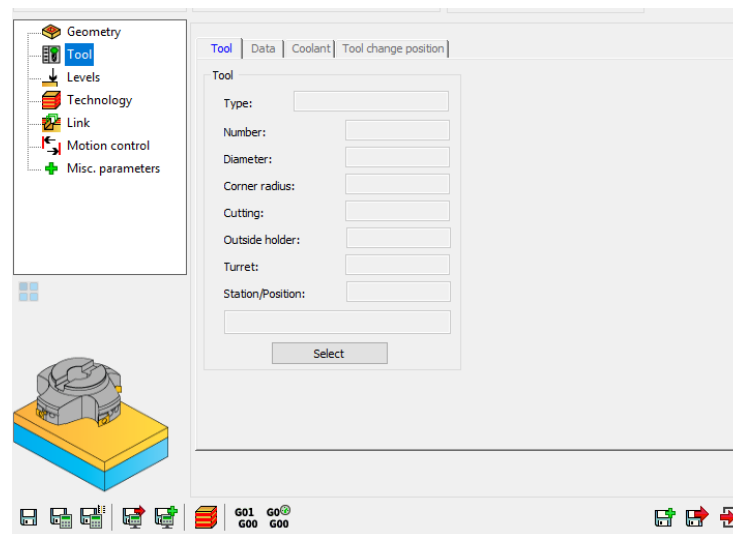 Geometry
Tool
Levels
Technology
Link
Motion control
Misc. parameters
Tool Data Coolant Tool change position
Tool
Type:
Number:
Diameter:
Corner radius:
Cutting:
Outside holder:
Turret:
Station/Position:
Select
G01 G0
G00 G00